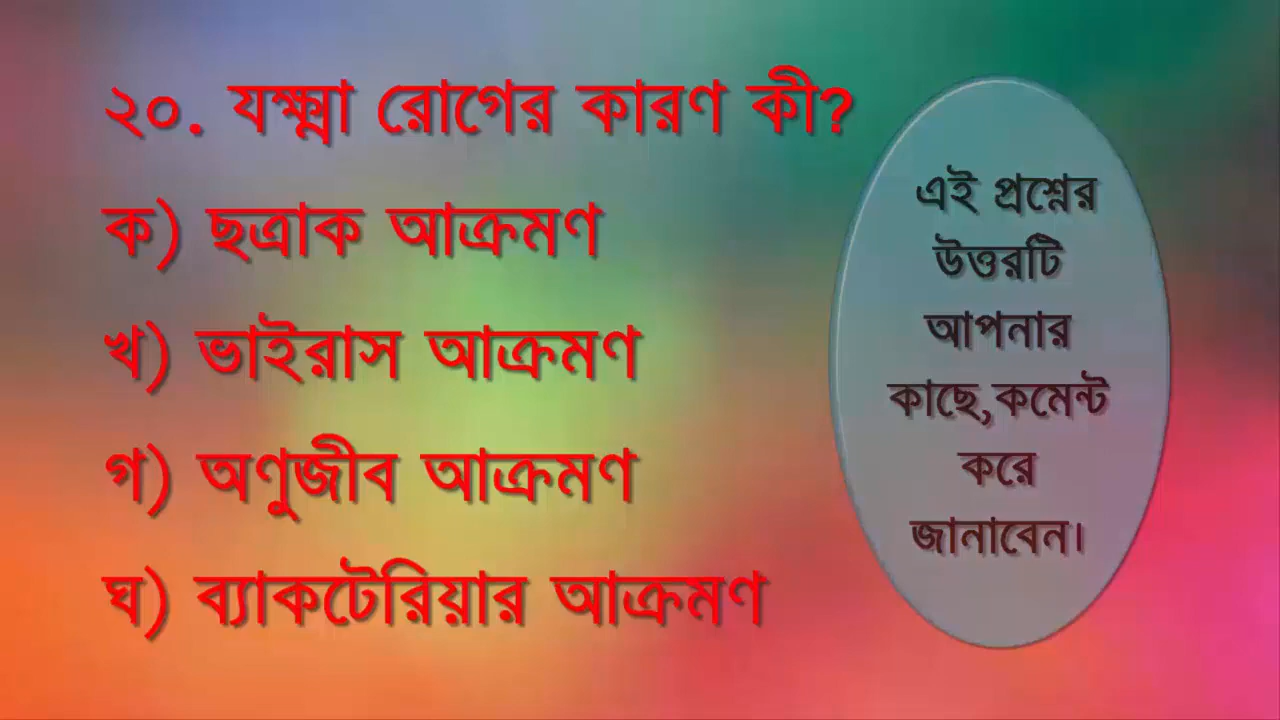 ২০. যক্ষ্মা রোগের কারণ কী?
ক) ছত্রাক আক্রমণ
খ) ভাইরাস আক্রমণ
গ) অণুজীব আক্রমণ
ঘ) ব্যাকটেরিয়ার আক্রমণ
এই প্রশ্নের
উত্তরটি
আপনার
কাছে,কমেন্ট
করে
জানাবেন।